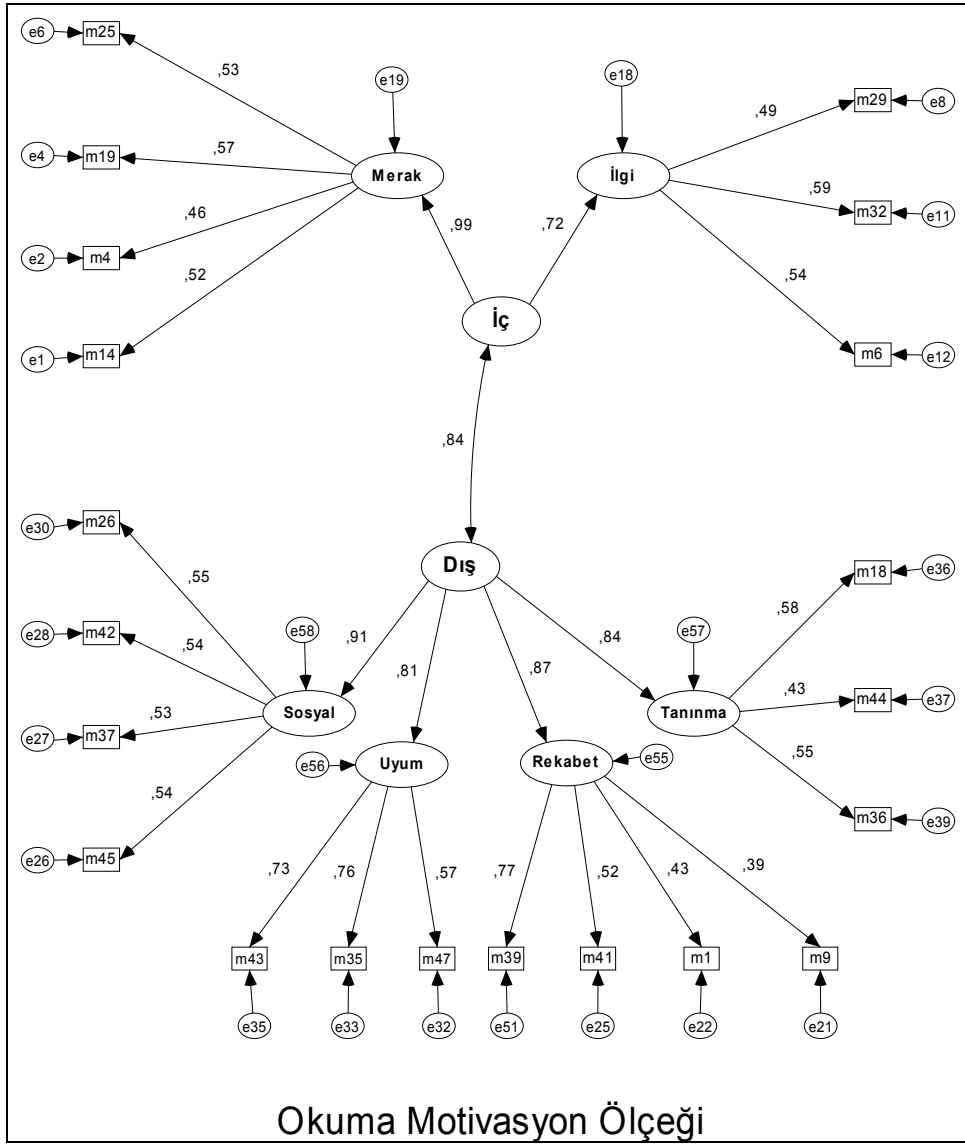 e6 m25
,53
e19
e18
m29 e8
,49
e4 m19
,57
Merak
İlgi
,59
m32 e11
,46
e2 m4
,99
,72
,52
,54
İç
e1 m14
m6 e12
,84
e30 m26
Dış
m18 e36
,55
,58
e28 m42
,54
e58
,91
,81
,87
,84
e57
,43
m44 e37
e27 m37
,53
Sosyal
Tanınma
,55
e56
Uyum
Rekabet
e55
,54
m36 e39
e26 m45
,73
,76
,57
,77
,52
,43
,39
m43 m35 m47 m39 m41 m1 m9
e35 e33 e32 e51 e25 e22 e21
Okuma Motivasyon Ölçeği